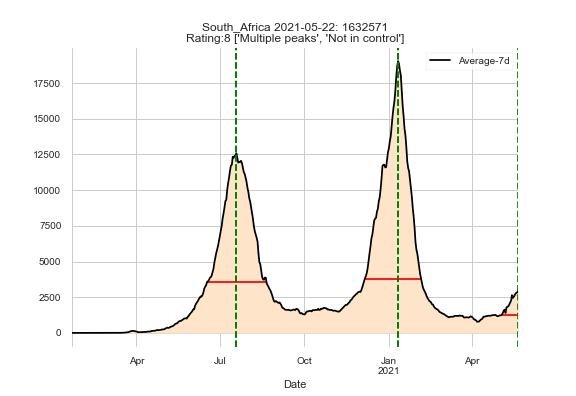 South_Africa 2021-05-22: 1632571
Rating:8 ['Multiple peaks', 'Not in control']
Average-7d
17500
15000
12500
10000
7500
5000
2500
0
Apr Jul Oct Jan Apr
2021
Date